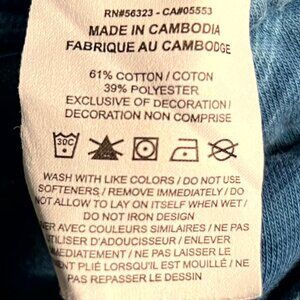 RN#56323 - CA#05553
MADE IN CAMBODIA
FABRIQUE AU CAMBODGE
61% COTTON / COTON
39% POLYESTER
EXCLUSIVE OF DECORATION /
DECORATION NON COMPRISE
30C
WASH WITH LIKE COLORS / DO NOT USE
SOFTENERS / REMOVE IMMEDIATELY / DO
NOT ALLOW TO LAY ON ITSELF WHEN WET /
DO NOT IRON DESIGN
AVEC COULEURS SIMILAIRES / NE PAS
UTILISER D'ADOUCISSEUR / ENLEVER
IMMÉDIATEMENT / NE PAS LAISSER LE
PLIÉ LORSQU'IL EST MOUILLÉ / NE
PAS REPASSER LE DESSIN